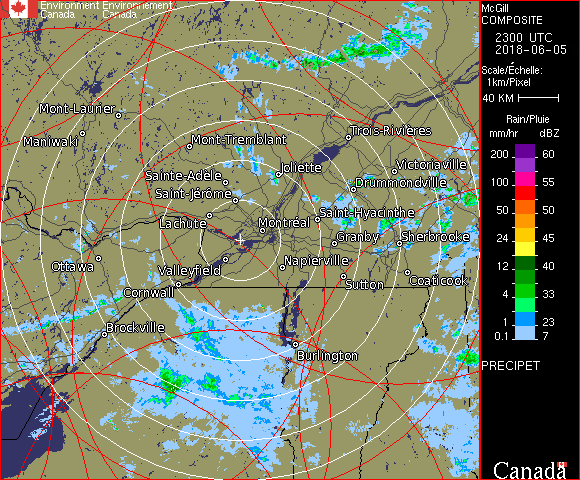 Environment Environnement
Canada Canada
McGill
COMPOSITE
2300 UTC
2018-06-05
Scale/Échelle:
1km/Pixel
40 KM
Rain/Pluie
mm/hr dBZ
200 60
150 57
100 55
50 50
24 45
12 40
4 33
1 23
0.1 7
PRECIPET
Canada
Mont-Laurier
Maniwaki
Mont-Tremblant
Trois-Rivières
Sainte-Adèle
Joliette
Victoriaville
Saint-Jérôme
Drummondville
Lachute
Saint-Hyacinthe
Montréal
Granby
Sherbrooke
Ottawa
Valleyfield
Napierville
Cornwall
Sutton
Coaticook
Brockville
Burlington